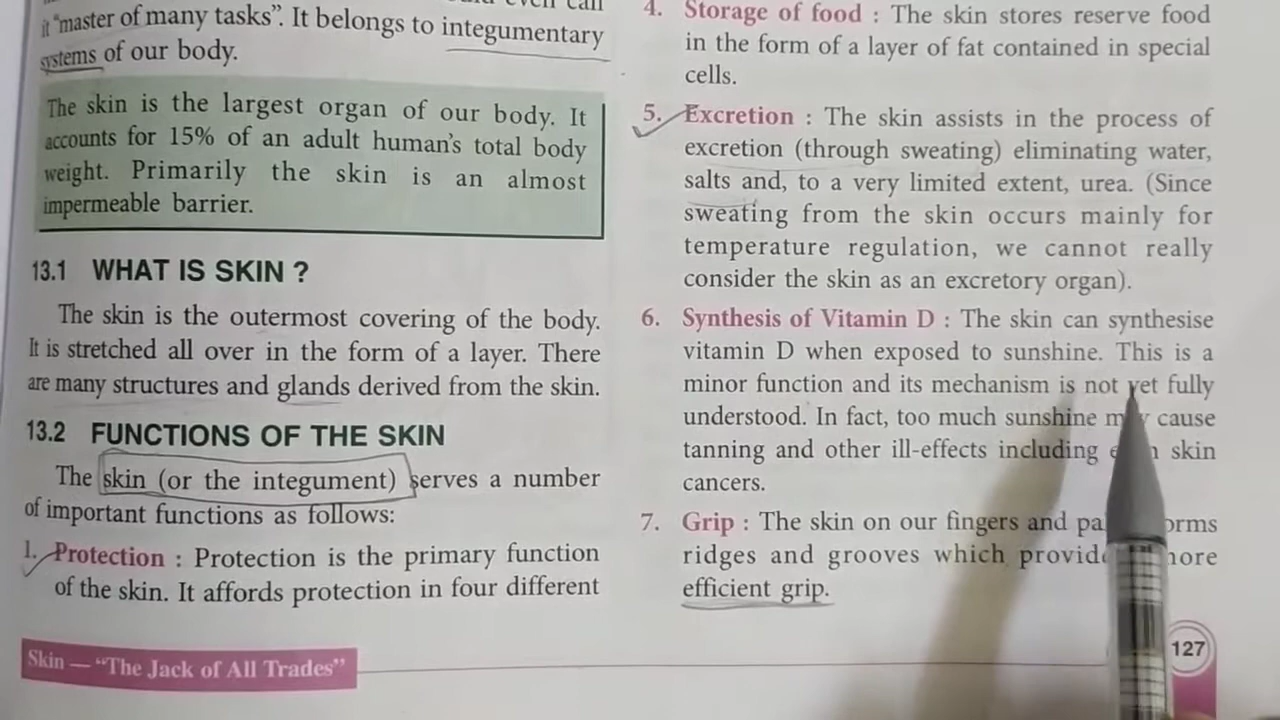 it "master of many tasks". It belongs to integumentary
systems of our body.
The skin is the largest organ of our body. It
accounts for 15% of an adult human's total body
weight. Primarily the skin is an almost
impermeable barrier.
13.1 WHAT IS SKIN ?
The skin is the outermost covering of the body.
It is stretched all over in the form of a layer. There
are many structures and glands derived from the skin.
13.2 FUNCTIONS OF THE SKIN
The skin (or the integument) serves a number
of important functions as follows:
1. Protection : Protection is the primary function
of the skin. It affords protection in four different
Skin — "The Jack of All Trades"
4. Storage of food : The skin stores reserve food
in the form of a layer of fat contained in special
cells.
5. Excretion : The skin assists in the process of
excretion (through sweating) eliminating water,
salts and, to a very limited extent, urea. (Since
sweating from the skin occurs mainly for
temperature regulation, we cannot really
consider the skin as an excretory organ).
6. Synthesis of Vitamin D : The skin can synthesise
vitamin D when exposed to sunshine. This is a
minor function and its mechanism is not yet fully
understood. In fact, too much sunshine may cause
tanning and other ill-effects including skin
cancers.
7. Grip : The skin on our fingers and
ridges and grooves which
efficient grip.
127